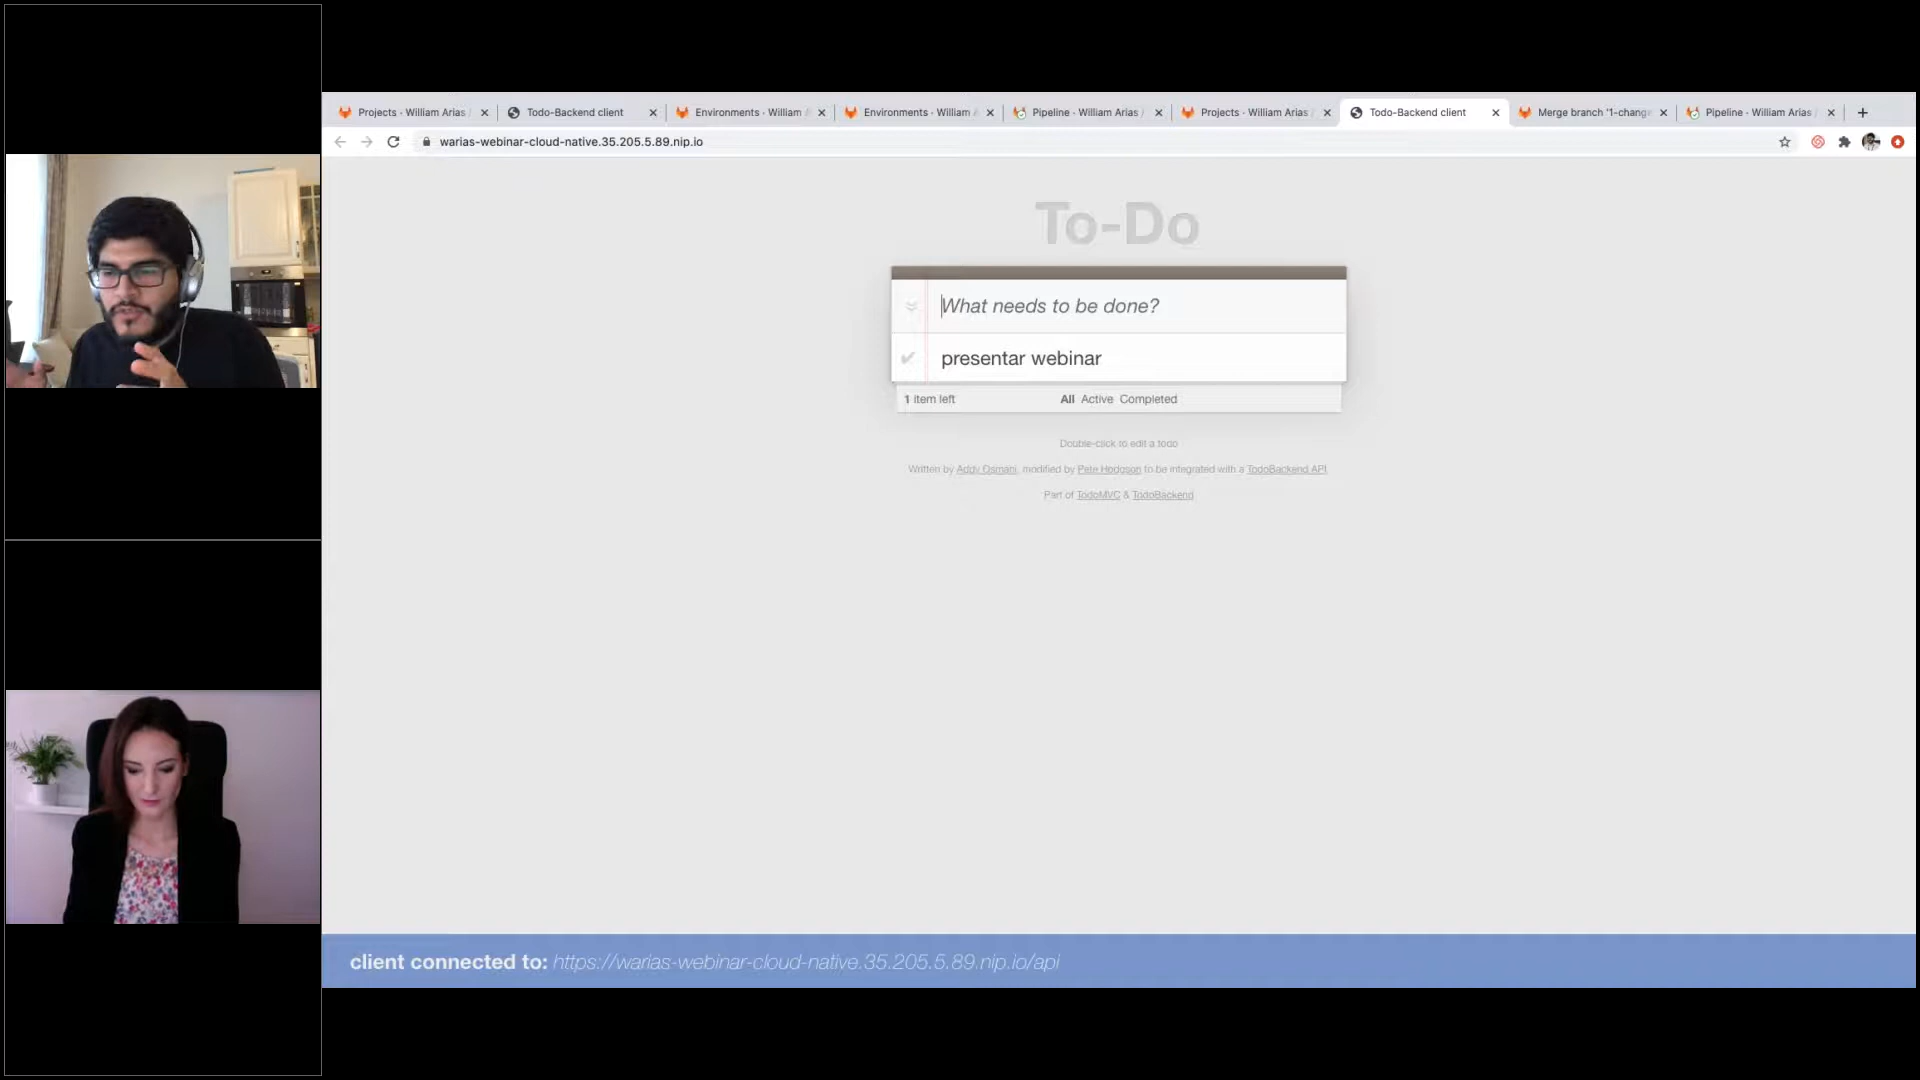 Projects · William Arias /
Todo-Backend client
Environments · William A
Environments · William A
Pipeline · William Arias /
Projects · William Arias /
Todo-Backend client
Merge branch '1-change
Pipeline · William Arias /
warias-webinar-cloud-native.35.205.5.89.nip.io
To-Do
What needs to be done?
presentar webinar
1 item left All Active Completed
Double-click to edit a todo
Written by Addy Osmani, modified by Pete Hodgson to be integrated with a TodoBackend API.
Part of TodoMVC & TodoBackend
client connected to: https://warias-webinar-cloud-native.35.205.5.89.nip.io/api